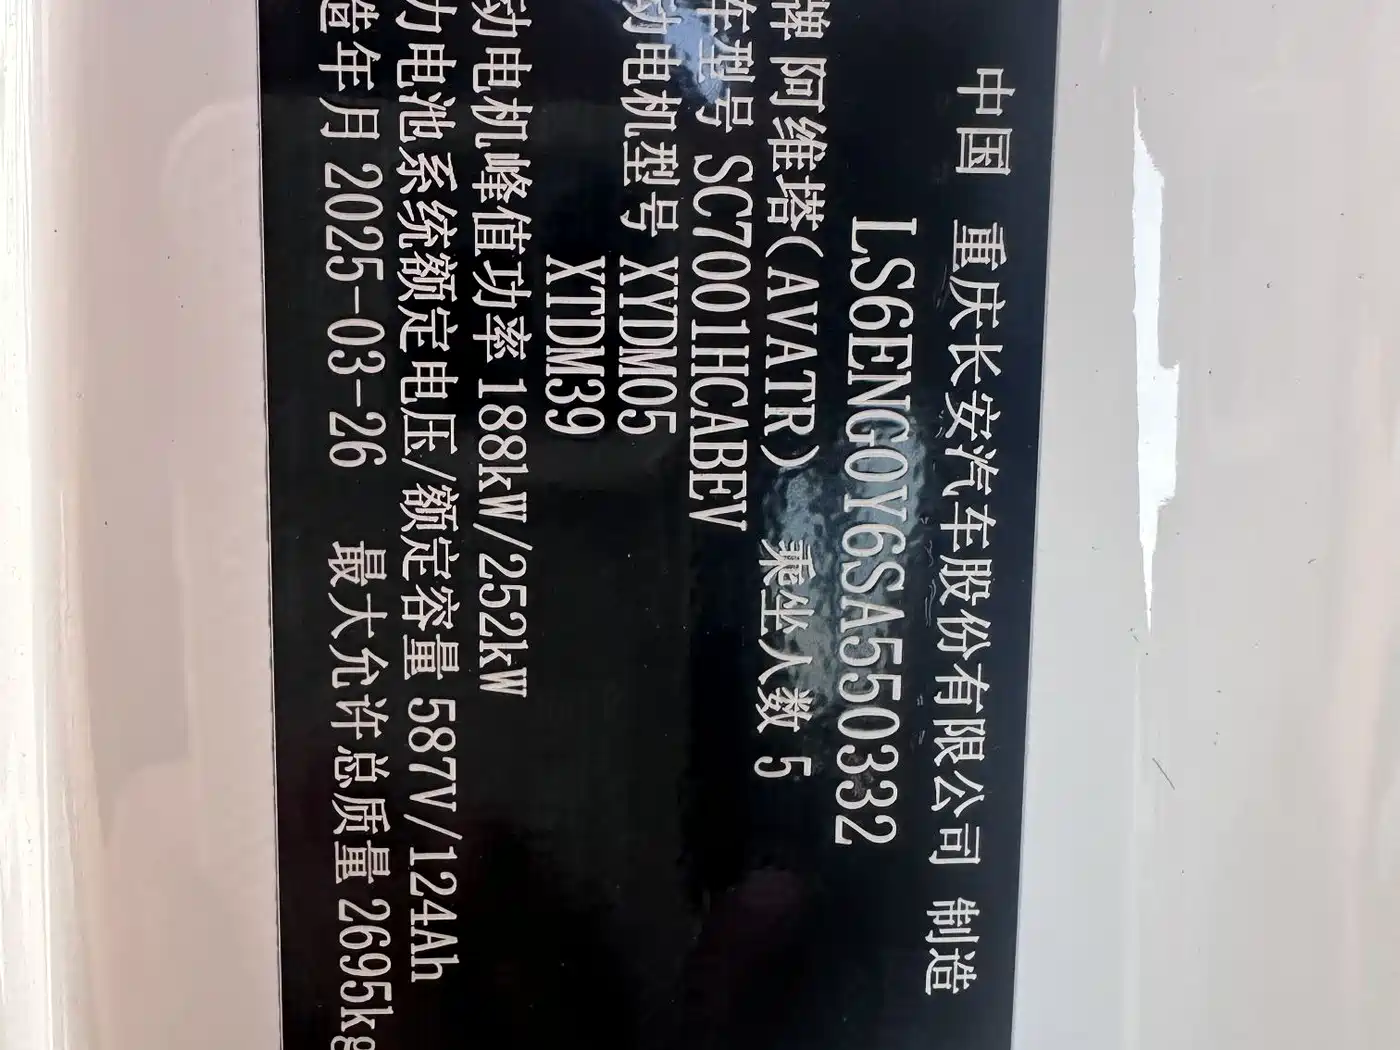 中国 重庆长安汽车股份有限公司 制造
LS6ENG0Y6SA550332
牌 阿维塔(AVATR) 乘坐人数 5
车型号 SC7001HCABEV
动电机型号 XYDM05
XTDM39
动电机峰值功率 188kW/252kW
力电池系统额定电压/额定容量 587V/124Ah
造年月 2025-03-26 最大允许总质量 2695kg